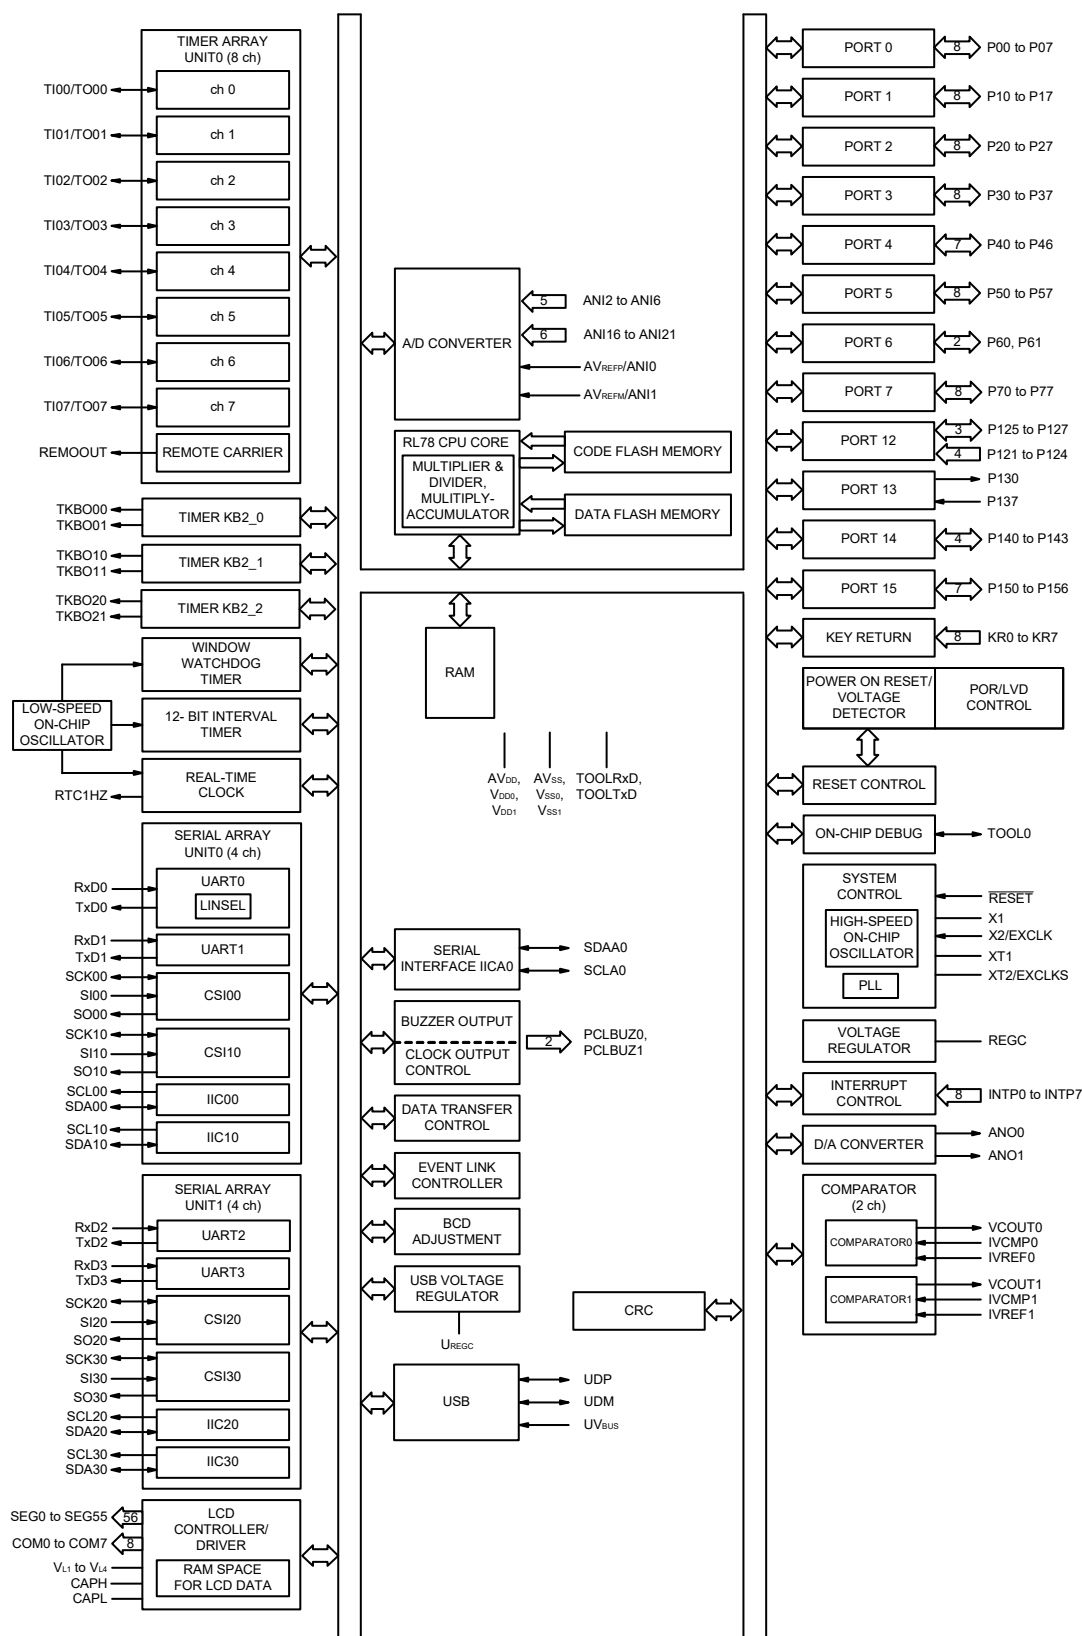 TIMER ARRAY
UNIT0 (8 ch)
TI00/TO00
ch 0
TI01/TO01
ch 1
TI02/TO02
ch 2
TI03/TO03
ch 3
TI04/TO04
ch 4
TI05/TO05
ch 5
TI06/TO06
ch 6
TI07/TO07
ch 7
REMOOUT
REMOTE CARRIER
TKBO00
TKBO01
TIMER KB2_0
TKBO10
TKBO11
TIMER KB2_1
TKBO20
TKBO21
TIMER KB2_2
WINDOW
WATCHDOG
TIMER
LOW-SPEED
ON-CHIP
OSCILLATOR
12- BIT INTERVAL
TIMER
REAL-TIME
CLOCK
RTC1HZ
SERIAL ARRAY
UNIT0 (4 ch)
RxD0
TxD0
UART0
LINSEL
RxD1
TxD1
UART1
SCK00
SI00
SO00
CSI00
SCK10
SI10
SO10
CSI10
SCL00
SDA00
IIC00
SCL10
SDA10
IIC10
SERIAL ARRAY
UNIT1 (4 ch)
RxD2
TxD2
UART2
RxD3
TxD3
UART3
SCK20
SI20
SO20
CSI20
SCK30
SI30
SO30
CSI30
SCL20
SDA20
IIC20
SCL30
SDA30
IIC30
SEG0 to SEG55
56
COM0 to COM7
8
VL1 to VL4
CAPH
CAPL
LCD
CONTROLLER/
DRIVER
RAM SPACE
FOR LCD DATA
A/D CONVERTER
5
ANI2 to ANI6
6
ANI16 to ANI21
AVREFP/ANI0
AVREFM/ANI1
RL78 CPU CORE
MULTIPLIER &
DIVIDER,
MULTIPLY-
ACCUMULATOR
CODE FLASH MEMORY
DATA FLASH MEMORY
RAM
AVDD,
VDD0,
VDD1
AVSS,
VSS0,
VSS1
TOOLRxD,
TOOLTxD
SERIAL
INTERFACE IICA0
SDAA0
SCLA0
BUZZER OUTPUT
CLOCK OUTPUT
CONTROL
2
PCLBUZ0,
PCLBUZ1
DATA TRANSFER
CONTROL
EVENT LINK
CONTROLLER
BCD
ADJUSTMENT
USB VOLTAGE
REGULATOR
UREGC
CRC
USB
UDP
UDM
UVBUS
PORT 0
8
P00 to P07
PORT 1
8
P10 to P17
PORT 2
8
P20 to P27
PORT 3
8
P30 to P37
PORT 4
7
P40 to P46
PORT 5
8
P50 to P57
PORT 6
2
P60, P61
PORT 7
8
P70 to P77
PORT 12
3
P125 to P127
4
P121 to P124
PORT 13
P130
P137
PORT 14
4
P140 to P143
PORT 15
7
P150 to P156
KEY RETURN
8
KR0 to KR7
POWER ON RESET/
VOLTAGE
DETECTOR
POR/LVD
CONTROL
RESET CONTROL
ON-CHIP DEBUG
TOOL0
SYSTEM
CONTROL
HIGH-SPEED
ON-CHIP
OSCILLATOR
PLL
RESET
X1
X2/EXCLK
XT1
XT2/EXCLKS
VOLTAGE
REGULATOR
REGC
INTERRUPT
CONTROL
8
INTP0 to INTP7
D/A CONVERTER
ANO0
ANO1
COMPARATOR
(2 ch)
COMPARATOR0
VCOUT0
IVCMP0
IVREF0
COMPARATOR1
VCOUT1
IVCMP1
IVREF1